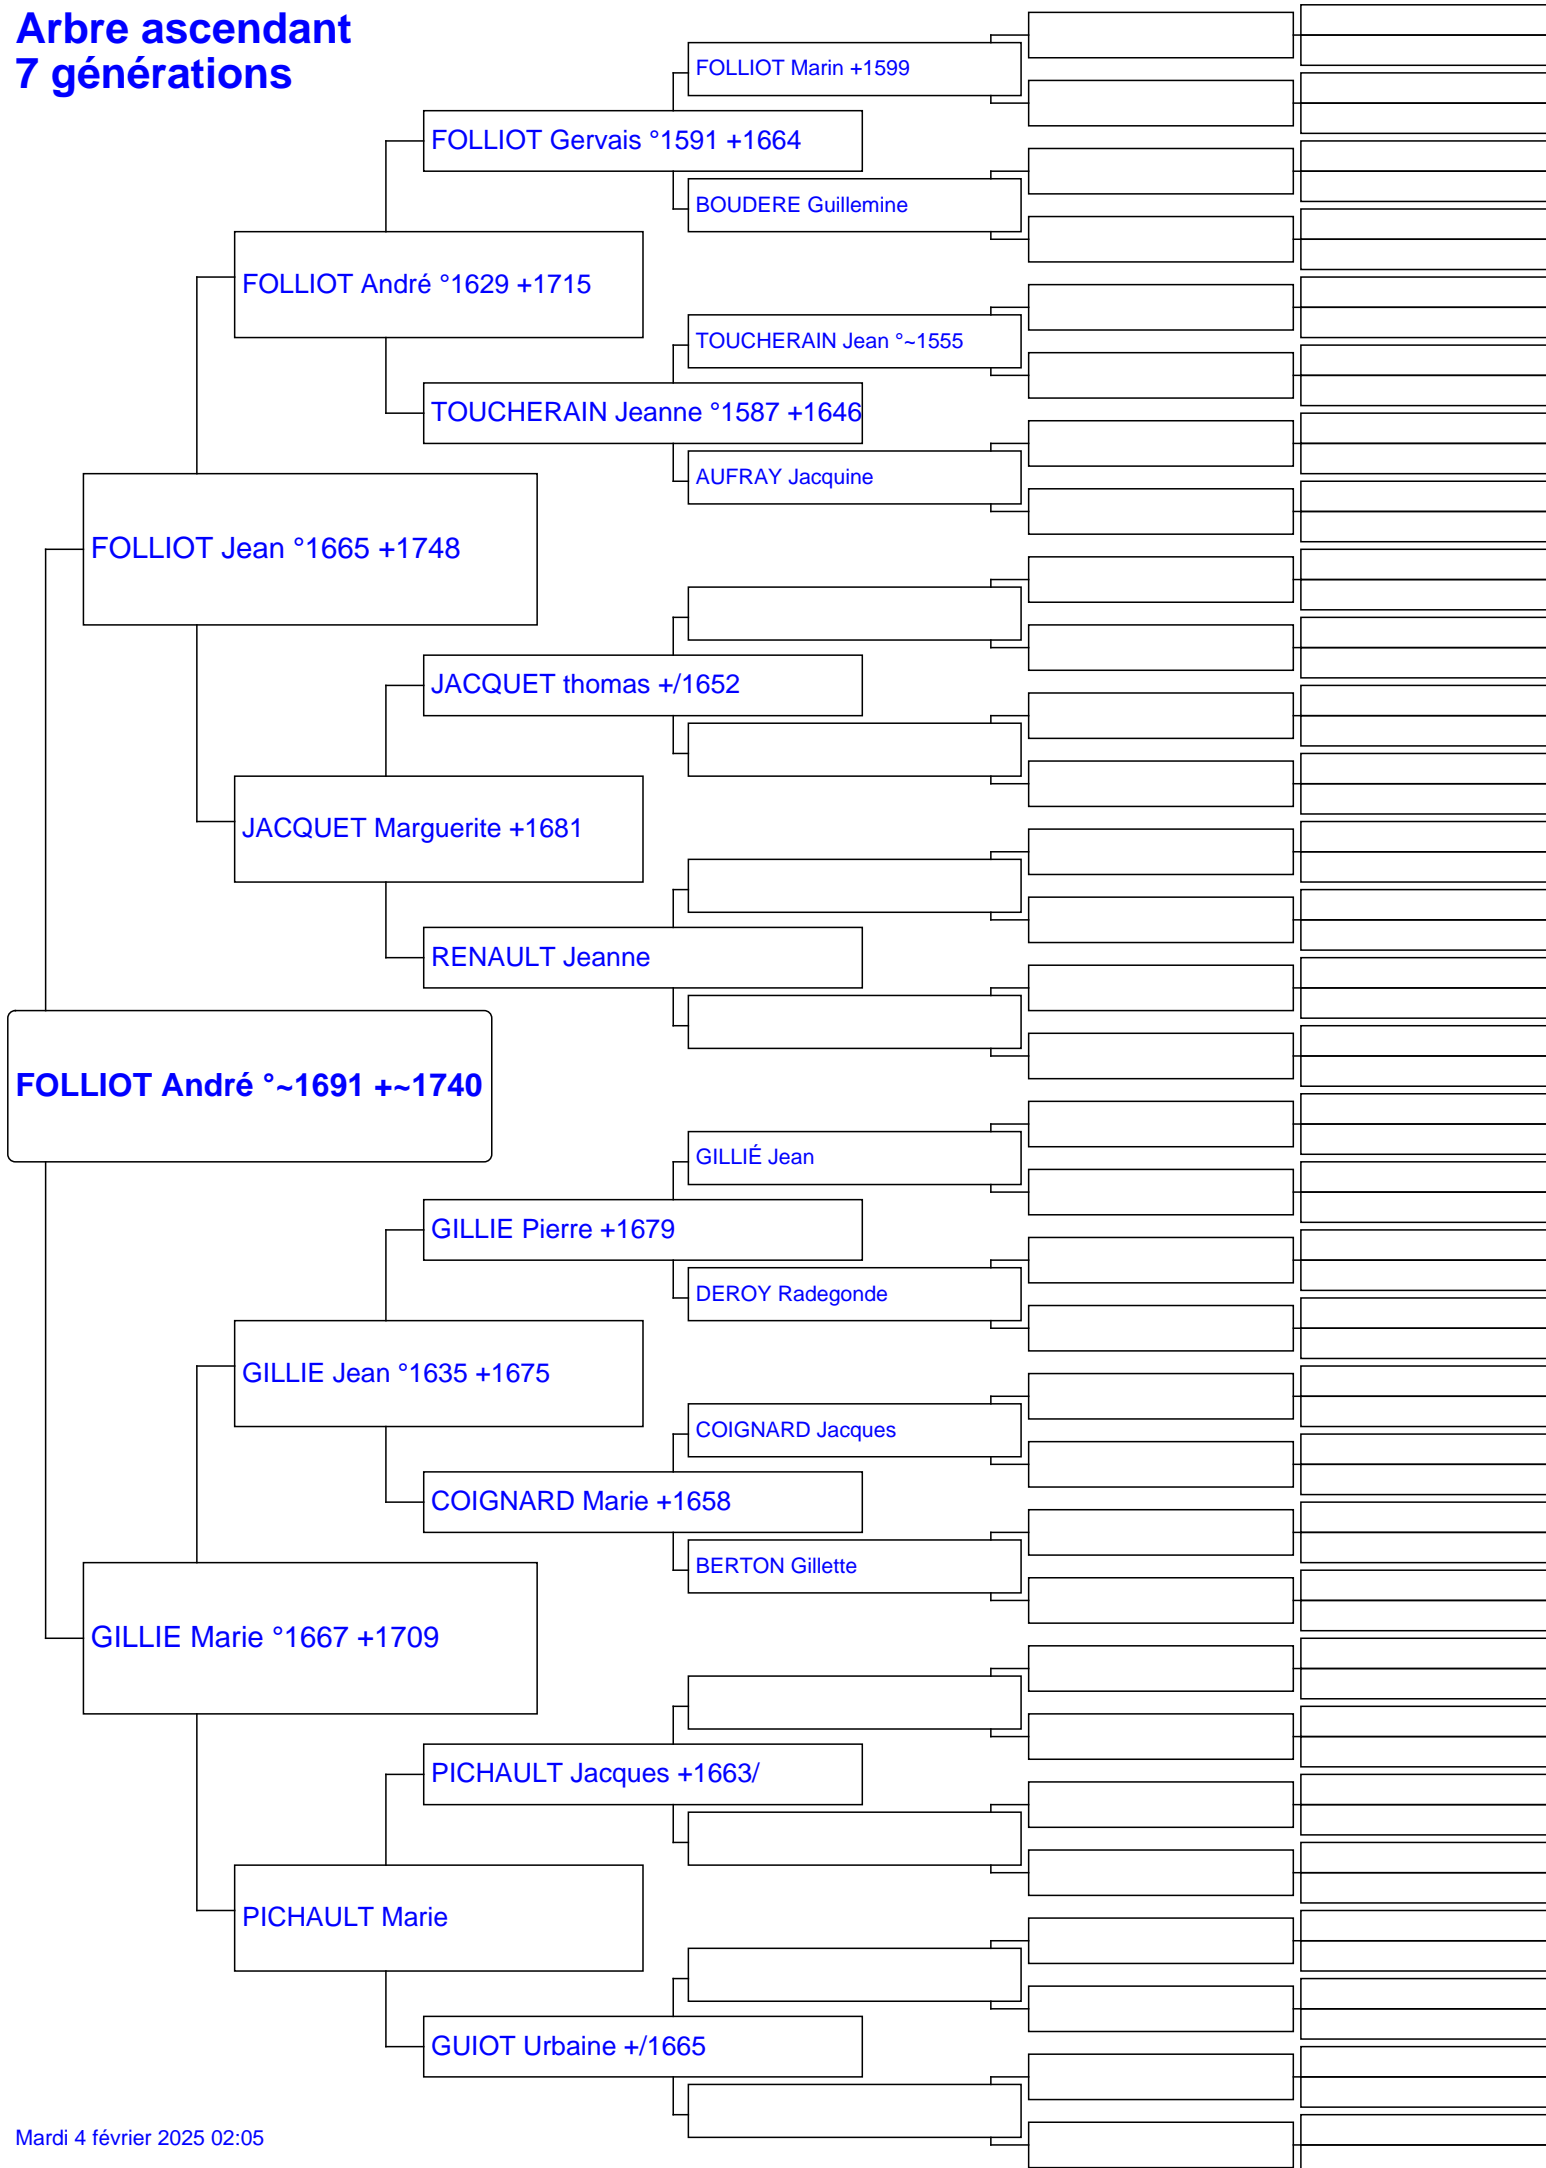 Arbre ascendant
7 générations
FOLLIOT Marin +1599
FOLLIOT Gervais °1591 +1664
BOUDERE Guillemine
FOLLIOT André °1629 +1715
TOUCHERAIN Jean °~1555
TOUCHERAIN Jeanne °1587 +1646
AUFRAY Jacquine
FOLLIOT Jean °1665 +1748
JACQUET thomas +/1652
JACQUET Marguerite +1681
RENAULT Jeanne
FOLLIOT André °~1691 +~1740
GILLIÉ Jean
GILLIE Pierre +1679
DEROY Radegonde
GILLIE Jean °1635 +1675
COIGNARD Jacques
COIGNARD Marie +1658
BERTON Gillette
GILLIE Marie °1667 +1709
PICHAULT Jacques +1663/
PICHAULT Marie
GUIOT Urbaine +/1665
Mardi 4 février 2025 02:05